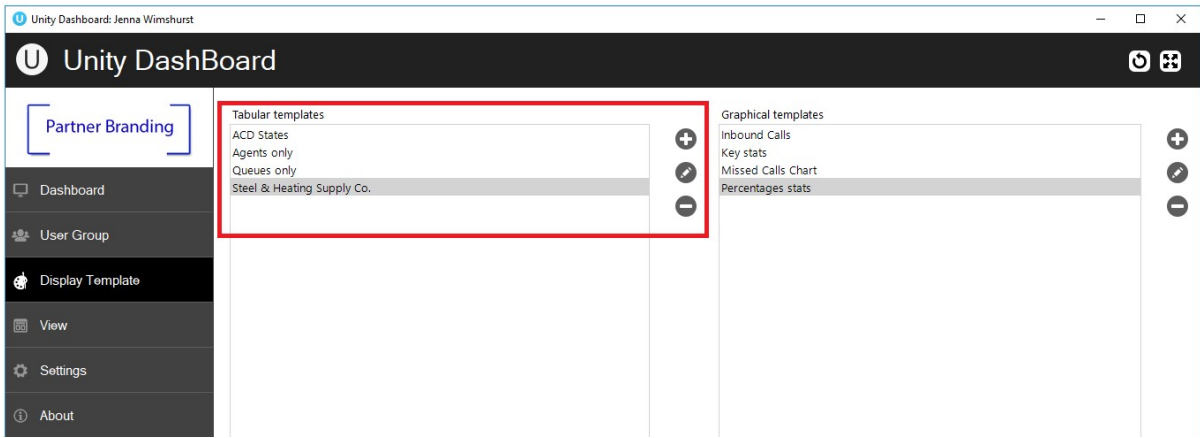 Unity Dashboard: Jenna Wimshurst
U Unity DashBoard
Partner Branding
Dashboard
User Group
Display Template
View
Settings
About
Tabular templates
ACD States
Agents only
Queues only
Steel & Heating Supply Co.
Graphical templates
Inbound Calls
Key stats
Missed Calls Chart
Percentages stats